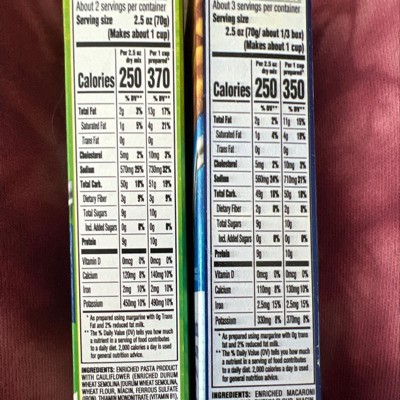 About 2 servings per container
Serving size 2.5 oz (70g)
(Makes about 1 cup)
Per 2.5 oz dry mix Per 1 cup prepared*
Calories 250 370
% DV** % DV**
Total Fat 2g 2% 13g 17%
Saturated Fat 1g 5% 4g 21%
Trans Fat 0g 0g
Cholesterol 5mg 2% 10mg 3%
Sodium 570mg 25% 730mg 32%
Total Carb. 50g 18% 51g 19%
Dietary Fiber 3g 9% 3g 9%
Total Sugars 9g 10g
Incl. Added Sugars 0g 0% 0g 0%
Protein 9g 10g
Vitamin D 0mcg 0% 0mcg 0%
Calcium 120mg 8% 140mg 10%
Iron 2mg 10% 2mg 10%
Potassium 450mg 10% 490mg 10%
* As prepared using margarine with 0g Trans
Fat and 2% reduced fat milk.
** The % Daily Value (DV) tells you how much
a nutrient in a serving of food contributes
to a daily diet. 2,000 calories a day is used
for general nutrition advice.
INGREDIENTS: ENRICHED PASTA PRODUCT
WITH CAULIFLOWER (ENRICHED DURUM
WHEAT SEMOLINA [DURUM WHEAT SEMOLINA,
WHEAT FLOUR, NIACIN, FERROUS SULFATE
(IRON), THIAMIN MONONITRATE (VITAMIN B1),
About 3 servings per container
Serving size
2.5 oz (70g/about 1/3 box)
(Makes about 1 cup)
Per 2.5 oz dry mix Per 1 cup prepared*
Calories 250 350
% DV** % DV**
Total Fat 2g 2% 11g 15%
Saturated Fat 1g 4% 4g 19%
Trans Fat 0g 0g
Cholesterol 5mg 2% 10mg 3%
Sodium 560mg 24% 710mg 31%
Total Carb. 49g 18% 50g 18%
Dietary Fiber 2g 8% 2g 8%
Total Sugars 9g 10g
Incl. Added Sugars 0g 0% 0g 0%
Protein 9g 10g
Vitamin D 0mcg 0% 0mcg 0%
Calcium 110mg 8% 130mg 10%
Iron 2.5mg 15% 2.5mg 15%
Potassium 330mg 8% 370mg 8%
* As prepared using margarine with 0g Trans
Fat and 2% reduced fat milk.
** The % Daily Value (DV) tells you how much
a nutrient in a serving of food contributes
to a daily diet. 2,000 calories a day is used
for general nutrition advice.
INGREDIENTS: ENRICHED MACARONI